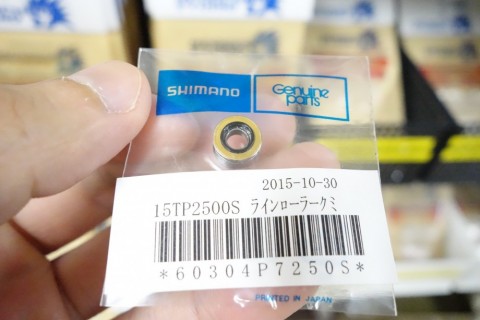 SHIMANO
Genuine parts
2015-10-30
15TP2500S ラインローラークミ
*60304P7250S*
PRINTED IN JAPAN